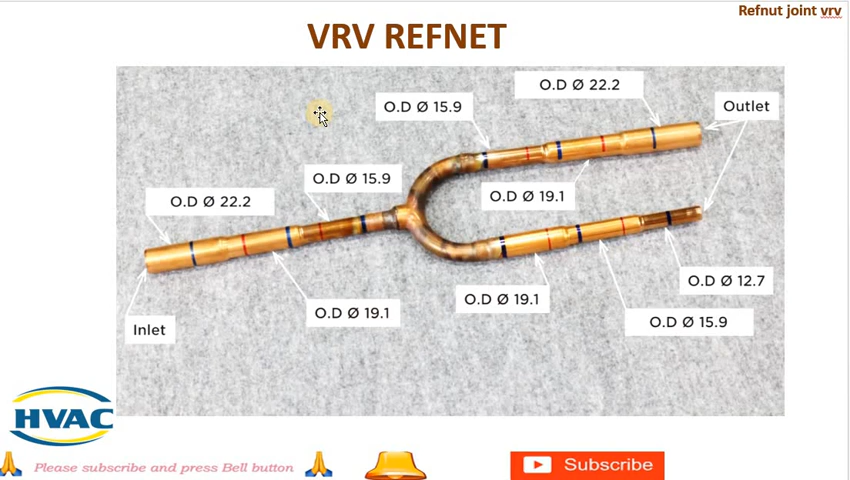 Refnut joint vrv
VRV REFNET
O.D Ø 22.2
O.D Ø 15.9
Outlet
O.D Ø 15.9
O.D Ø 19.1
O.D Ø 22.2
O.D Ø 12.7
O.D Ø 19.1
O.D Ø 19.1
O.D Ø 15.9
Inlet
HVAC
Please subscribe and press Bell button
Subscribe